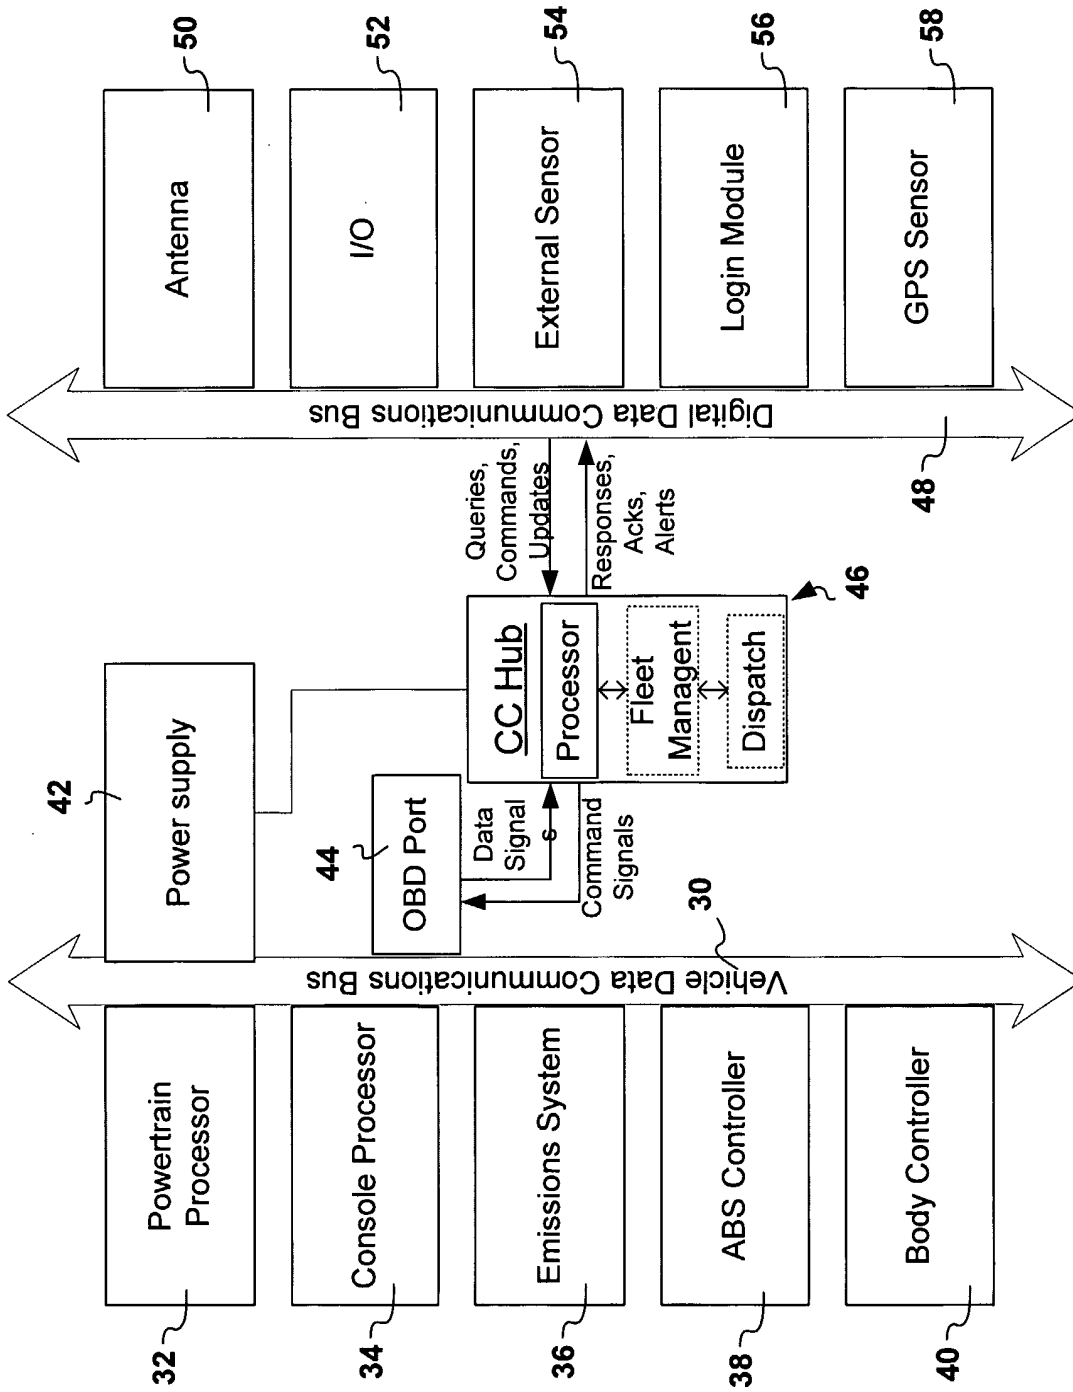 32
Powertrain
Processor
34
Console Processor
36
Emissions System
38
ABS Controller
40
Body Controller
Vehicle Data Communications Bus
30
42
Power supply
44
OBD Port
Data
Signal
s
Command
Signals
CC Hub
Processor
Fleet
Managent
Dispatch
46
Queries,
Commands,
Updates
Responses,
Acks,
Alerts
Digital Data Communications Bus
48
Antenna
50
I/O
52
External Sensor
54
Login Module
56
GPS Sensor
58